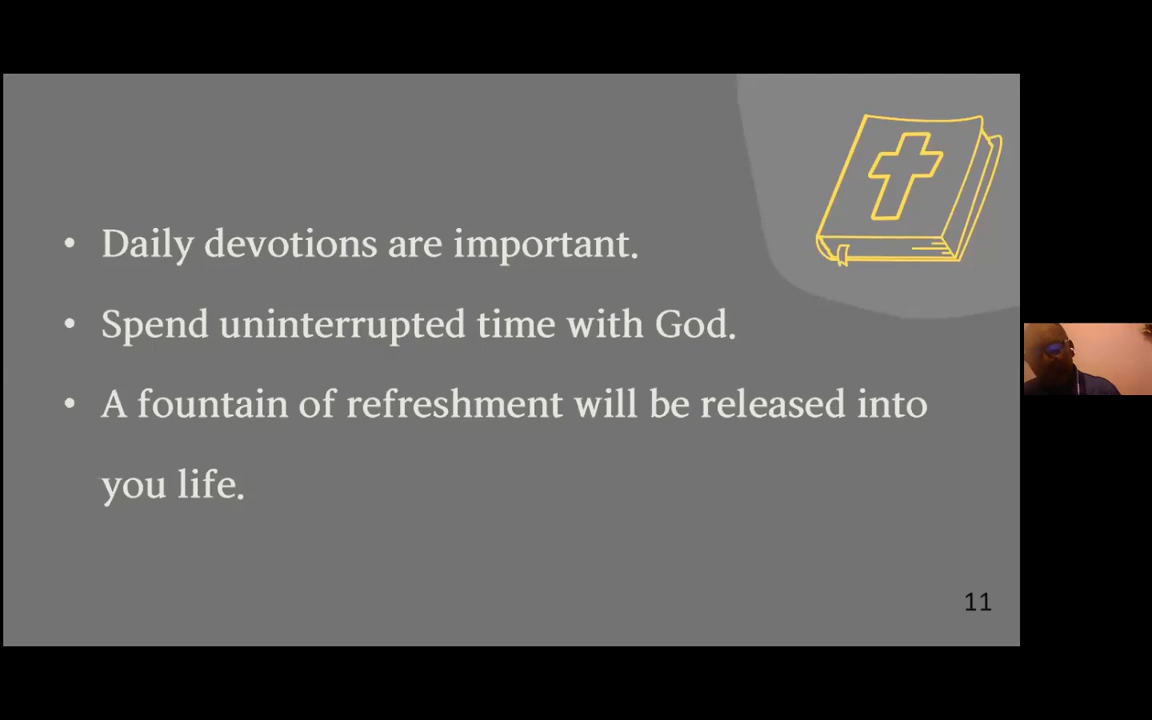 • Daily devotions are important.
• Spend uninterrupted time with God.
• A fountain of refreshment will be released into
you life.
11